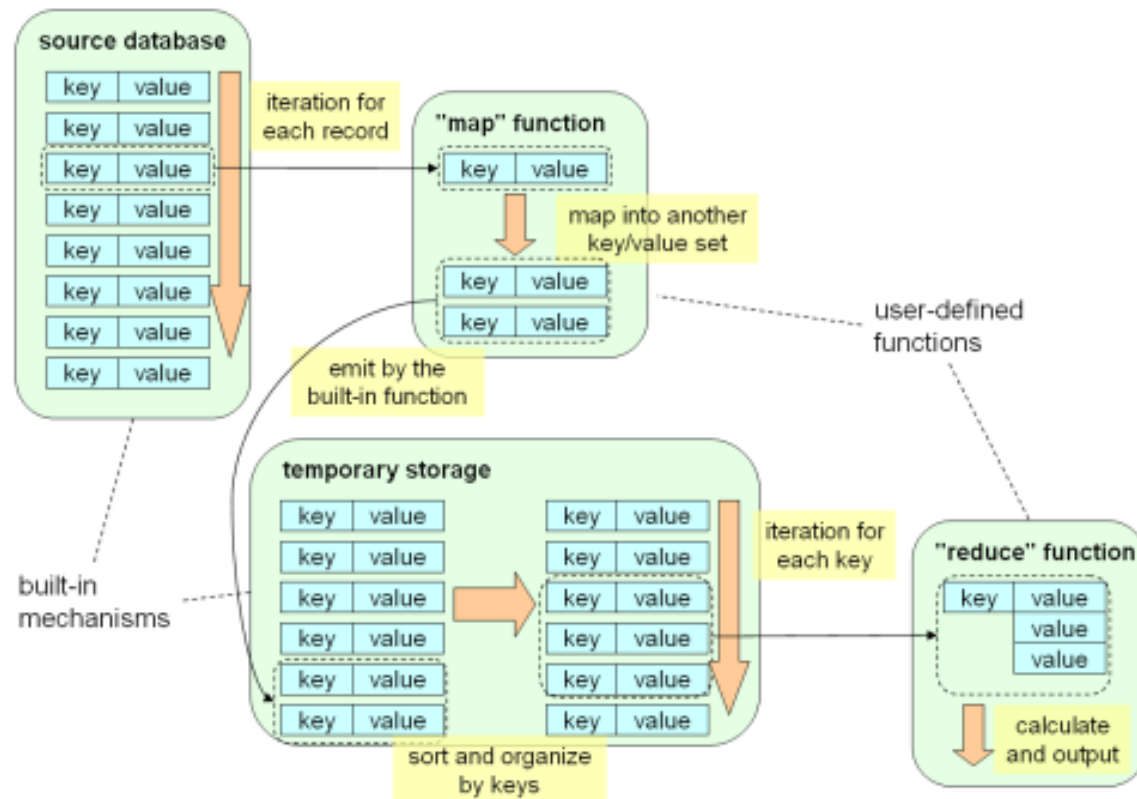 source database
key value
key value
key value
key value
key value
key value
key value
key value
iteration for
each record
"map" function
key value
map into another
key/value set
key value
key value
user-defined
functions
emit by the
built-in function
temporary storage
key value
key value
key value
key value
key value
key value
sort and organize
by keys
key value
key value
key value
key value
key value
key value
iteration for
each key
built-in
mechanisms
"reduce" function
key value
value
value
calculate
and output